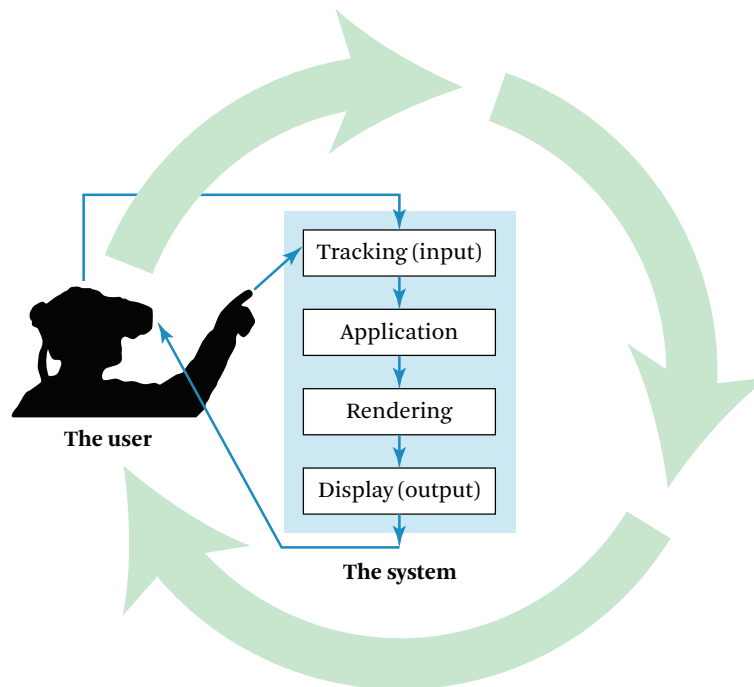 Tracking (input)
Application
Rendering
Display (output)
The user
The system